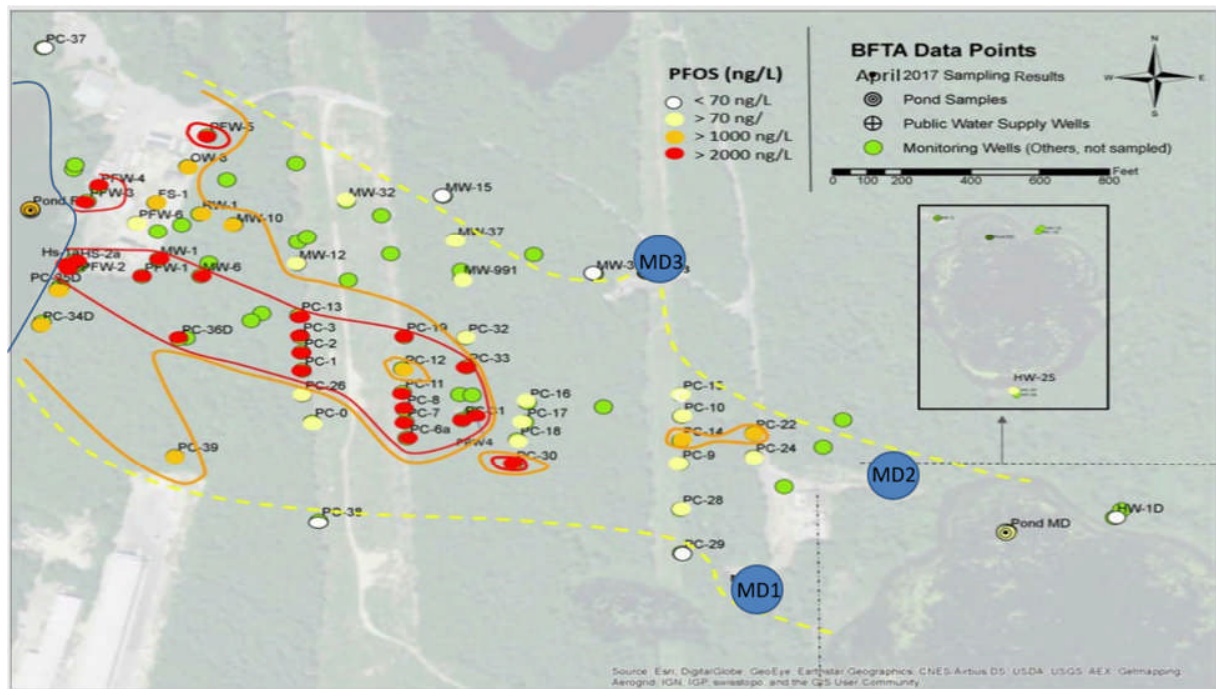 PC-37
PFOS (ng/L)
< 70 ng/L
> 70 ng/
> 1000 ng/L
> 2000 ng/L
BFTA Data Points
April 2017 Sampling Results
Pond Samples
Public Water Supply Wells
Monitoring Wells (Others, not sampled)
Feet
0 100 200 400 600 800
N
W E
S
PFW-5
OW-3
PFW-4
PFW-3
FS-1
PFW-6
MW-10
MW-32
MW-15
MW-37
MW-12
MW-991
MD3
MW-1
PFW-2
PFW-1
MW-6
PC-34D
PC-36D
PC-13
PC-3
PC-2
PC-1
PC-26
PC-0
PC-19
PC-12
PC-11
PC-8
PC-7
PC-6a
PC-32
PC-33
PFW4
PC-16
PC-17
PC-18
PC-30
PC-10
PC-14
PC-9
PC-22
PC-24
PC-28
PC-29
PC-39
PC-38
HW-2S
MD2
MD1
Pond MD
HW-1D
Source: Esri, DigitalGlobe, GeoEye, Earthstar Geographics, CNES/Airbus DS, USDA, USGS, AEX, Getmapping,
Aerogrid, IGN, IGP, swisstopo, and the GIS User Community